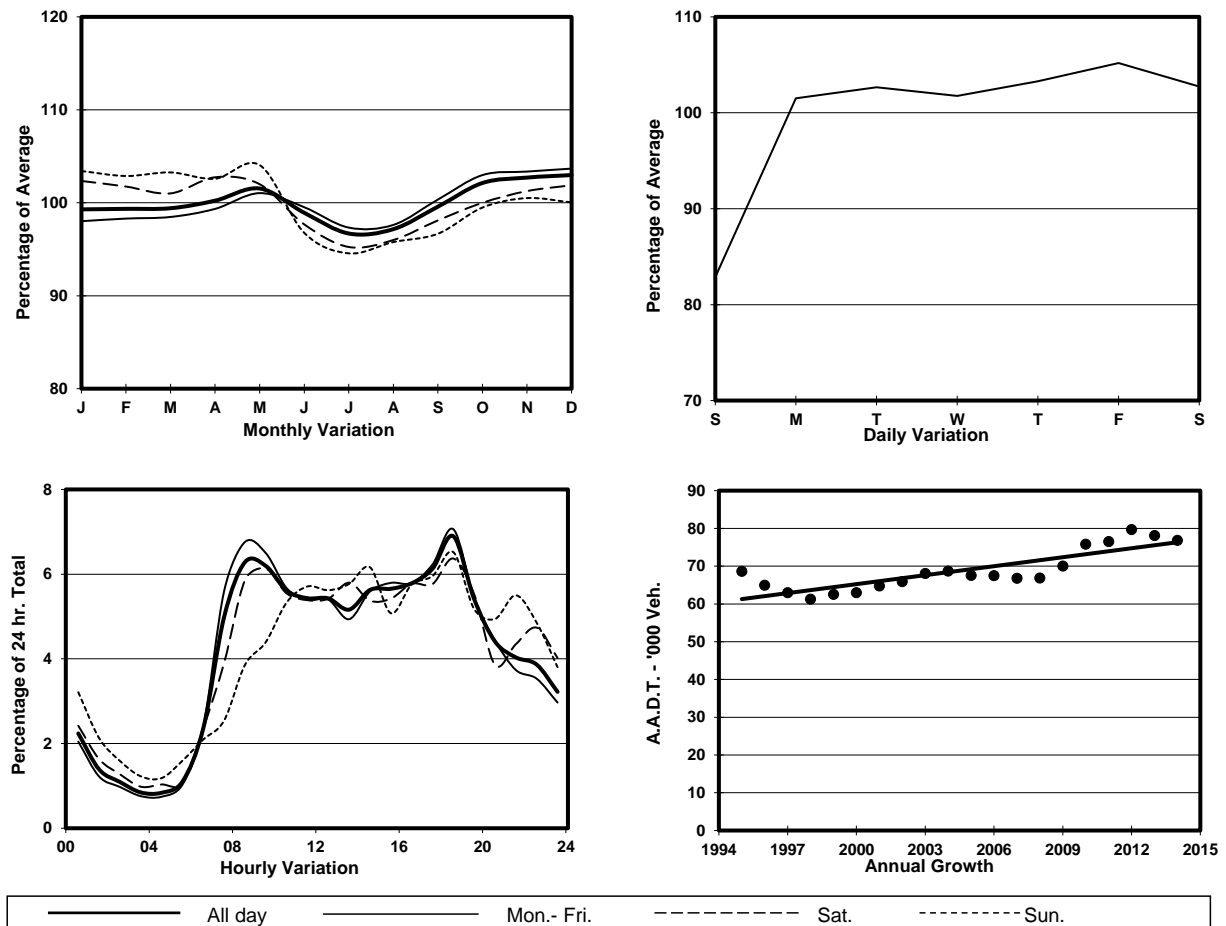 120
110
100
90
80
Percentage of Average
J F M A M J J A S O N D
Monthly Variation
110
100
90
80
70
Percentage of Average
S M T W T F S
Daily Variation
8
6
4
2
0
Percentage of 24 hr. Total
00 04 08 12 16 20 24
Hourly Variation
90
80
70
60
50
40
30
20
10
0
A.A.D.T. - '000 Veh.
1994 1997 2000 2003 2006 2009 2012 2015
Annual Growth
All day Mon.- Fri. Sat. Sun.